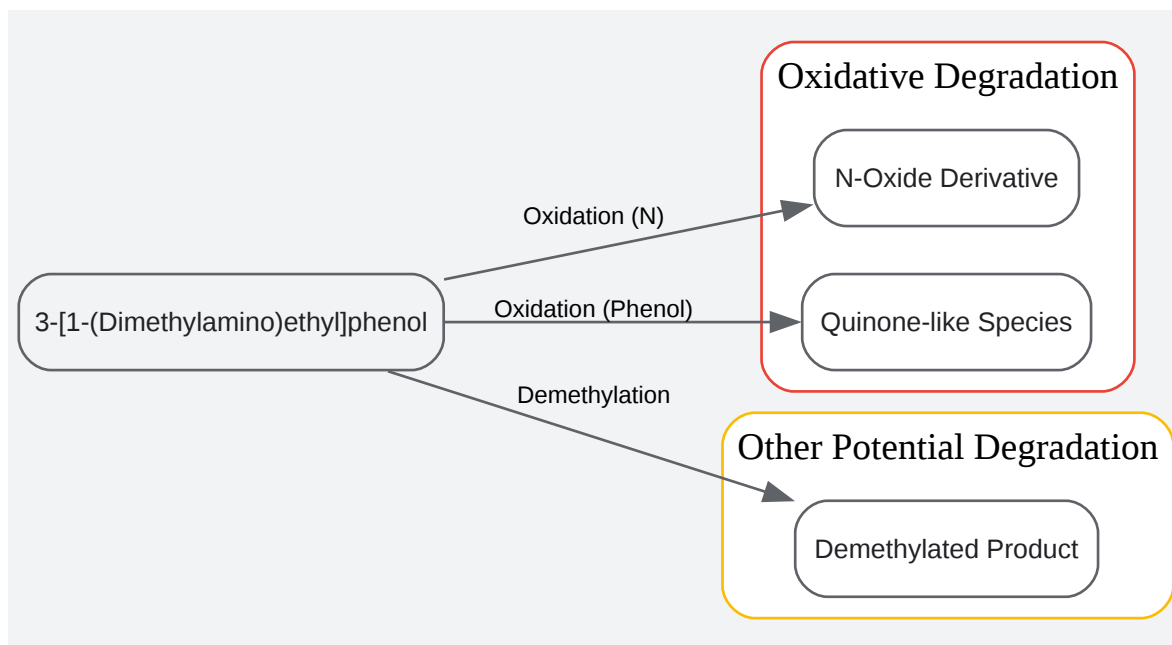 Oxidative Degradation
N-Oxide Derivative
Oxidation (N)
3-[1-(Dimethylamino)ethyl]phenol
Oxidation (Phenol)
Quinone-like Species
Demethylation
Other Potential Degradation
Demethylated Product